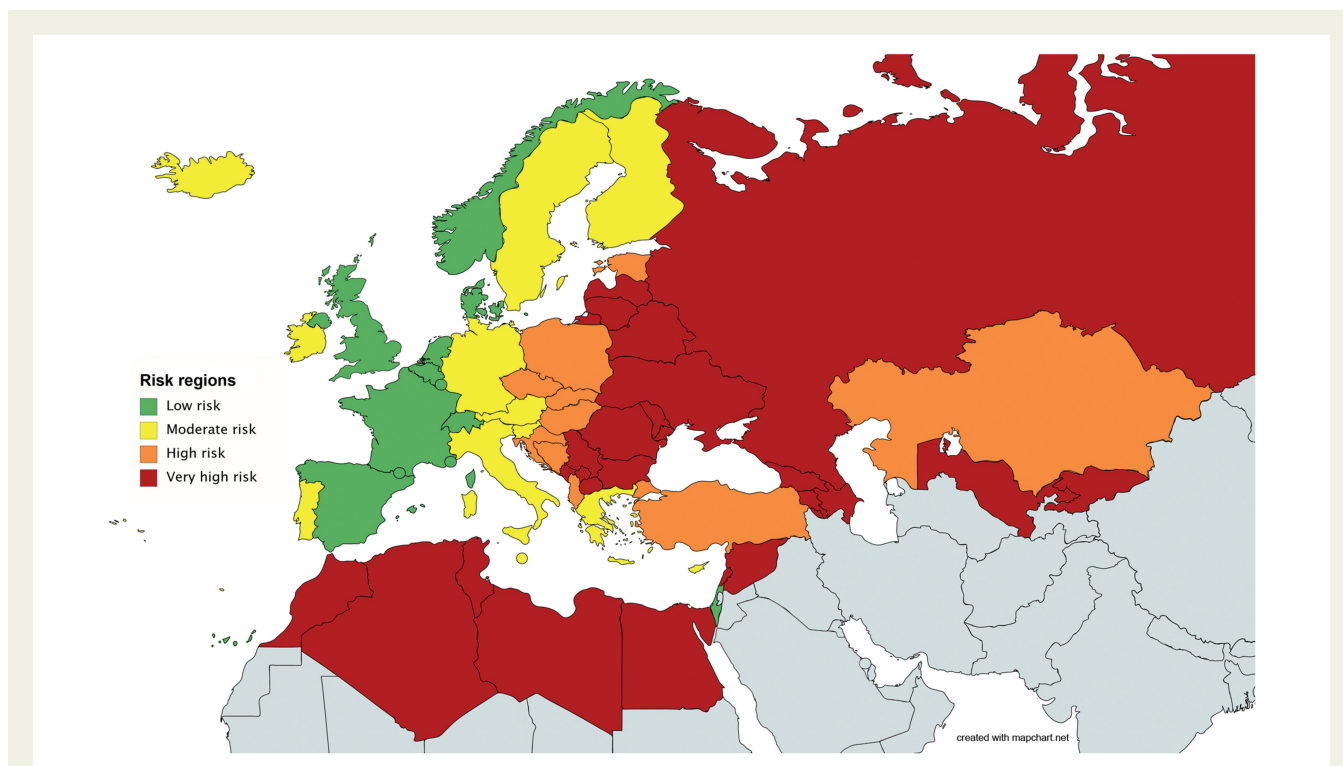 Risk regions
Low risk
Moderate risk
High risk
Very high risk
created with mapchart.net